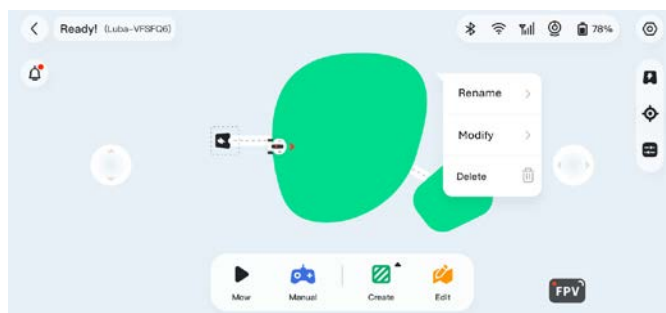 Ready! (Luba-VFSFQ6)
78%
Rename
Modify
Delete
Mow
Manual
Create
Edit
FPV